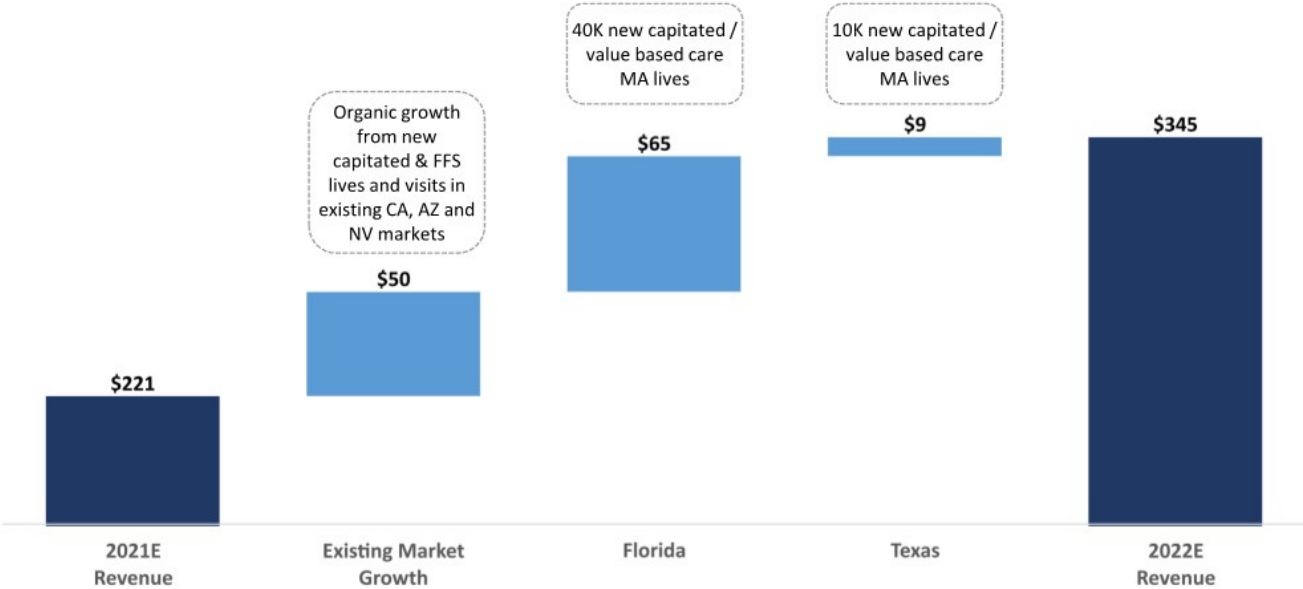 40K new capitated /
value based care
MA lives
10K new capitated /
value based care
MA lives
Organic growth
from new
capitated & FFS
lives and visits in
existing CA, AZ and
NV markets
$221
$50
$65
$9
$345
2021E
Revenue
Existing Market
Growth
Florida
Texas
2022E
Revenue